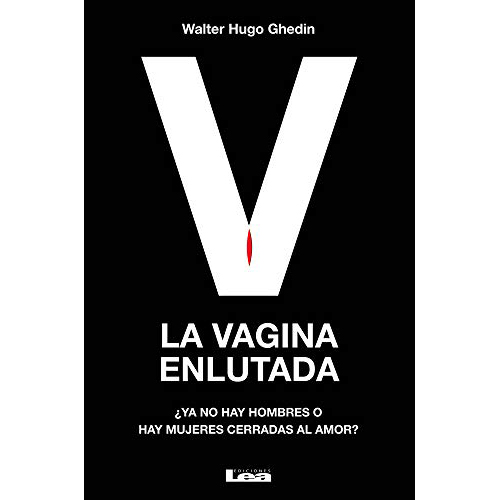 Walter Hugo Ghedin
V
LA VAGINA
ENLUTADA
¿YA NO HAY HOMBRES O
HAY MUJERES CERRADAS AL AMOR?
EDICIONES
Lea